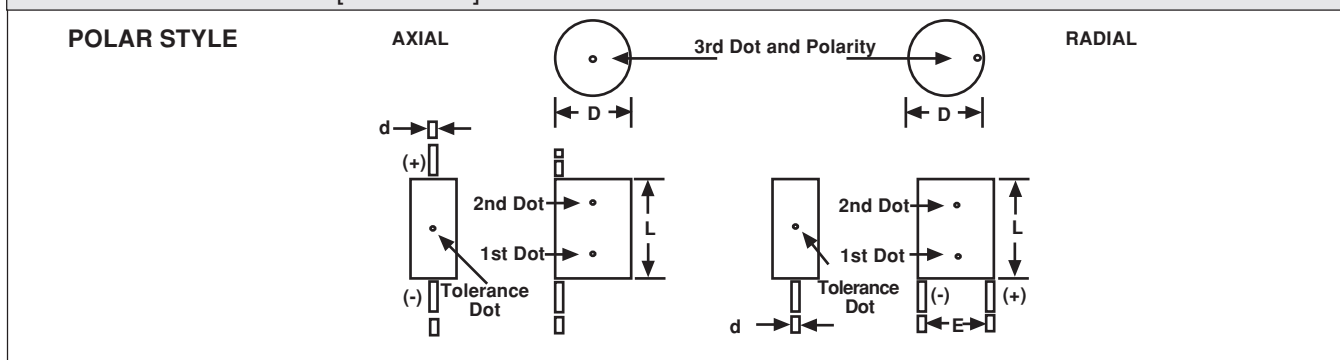 POLAR STYLE
AXIAL
3rd Dot and Polarity
RADIAL
D
D
d
(+)
2nd Dot
1st Dot
L
(-)
Tolerance
Dot
2nd Dot
1st Dot
L
Tolerance
Dot
(-)
(+)
d
E